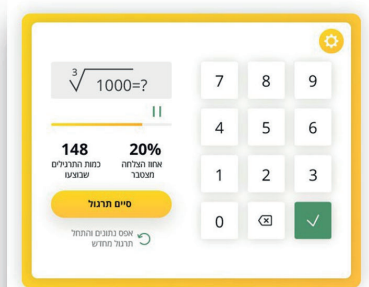 ∛1000=?
148
כמות התרגילים
שבוצעו
20%
אחוז הצלחה
מצטבר
סיים תרגול
אפס נתונים והתחל
תרגול מחדש
7 8 9
4 5 6
1 2 3
0